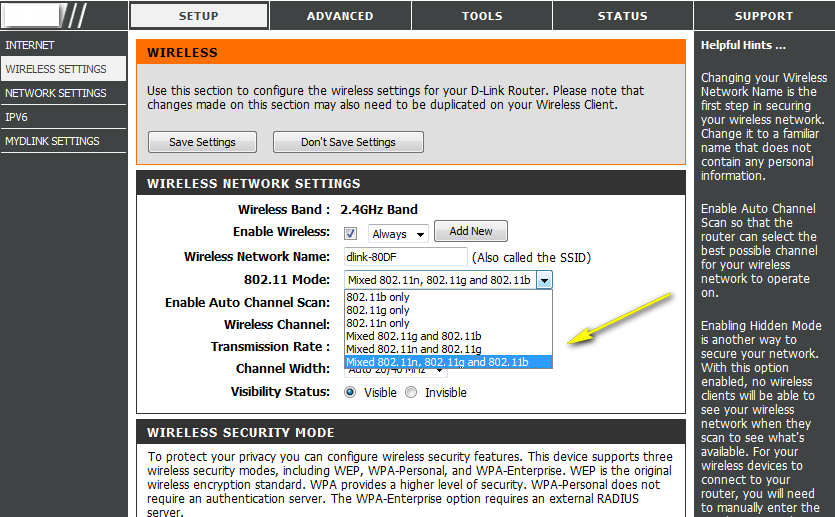 SETUP
ADVANCED
TOOLS
STATUS
SUPPORT
INTERNET
WIRELESS SETTINGS
NETWORK SETTINGS
IPV6
MYDLINK SETTINGS
WIRELESS
Use this section to configure the wireless settings for your D-Link Router. Please note that
changes made on this section may also need to be duplicated on your Wireless Client.
Save Settings
Don't Save Settings
WIRELESS NETWORK SETTINGS
Wireless Band : 2.4GHz Band
Enable Wireless: Always Add New
Wireless Network Name: dlink-80DF (Also called the SSID)
802.11 Mode: Mixed 802.11n, 802.11g and 802.11b
802.11b only
802.11g only
802.11n only
Mixed 802.11g and 802.11b
Mixed 802.11n and 802.11g
Mixed 802.11n, 802.11g and 802.11b
Enable Auto Channel Scan:
Wireless Channel:
Transmission Rate :
Channel Width: Auto 20/40 MHz
Visibility Status: Visible Invisible
WIRELESS SECURITY MODE
To protect your privacy you can configure wireless security features. This device supports three
wireless security modes, including WEP, WPA-Personal, and WPA-Enterprise. WEP is the original
wireless encryption standard. WPA provides a higher level of security. WPA-Personal does not
require an authentication server. The WPA-Enterprise option requires an external RADIUS
server.
Helpful Hints ...
Changing your Wireless
Network Name is the
first step in securing
your wireless network.
Change it to a familiar
name that does not
contain any personal
information.
Enable Auto Channel
Scan so that the
router can select the
best possible channel
for your wireless
network to operate
on.
Enabling Hidden Mode
is another way to
secure your network.
With this option
enabled, no wireless
clients will be able to
see your wireless
network when they
scan to see what's
available. For your
wireless devices to
connect to your
router, you will need
to manually enter the